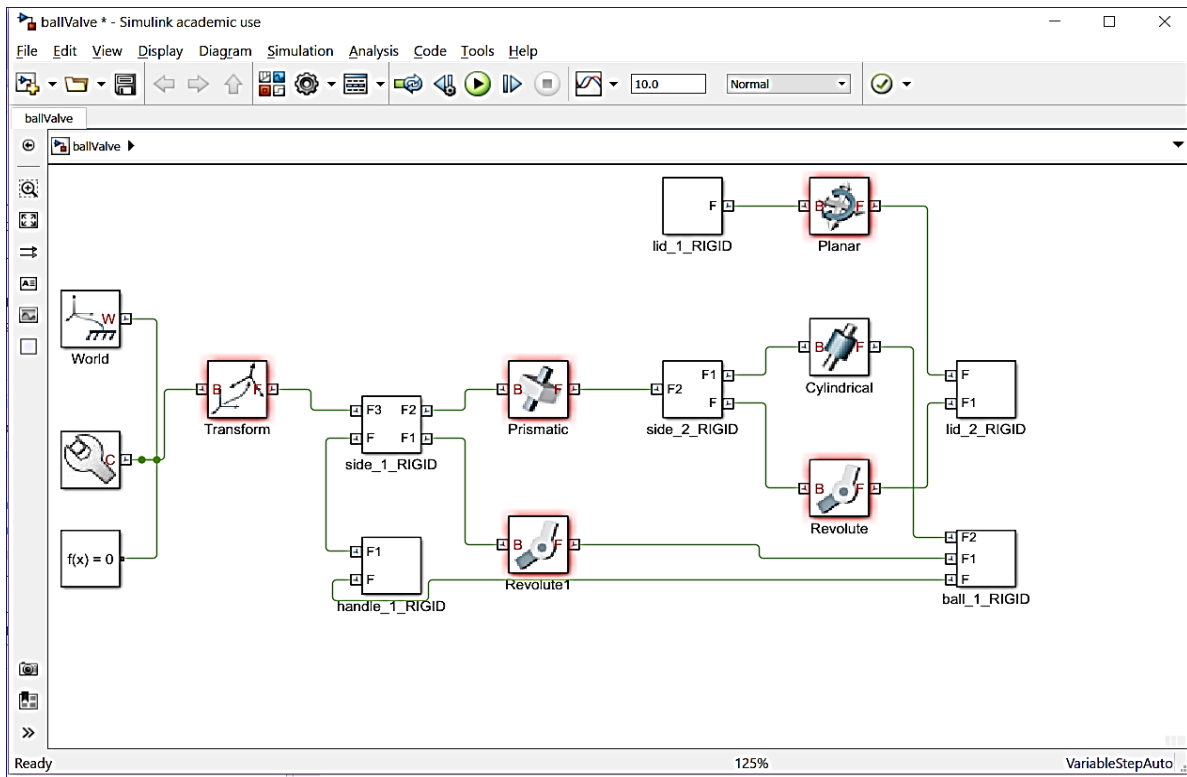 ballValve * - Simulink academic use
File Edit View Display Diagram Simulation Analysis Code Tools Help
10.0 Normal
ballValve
ballValve
F B F
lid_1_RIGID Planar
W
World
B F
Transform
F3 F2
F F1
side_1_RIGID
B F
Prismatic
F1
F2
F
side_2_RIGID
B F
Cylindrical
F
F1
lid_2_RIGID
C
B F
Revolute
f(x) = 0
F1
F
handle_1_RIGID
B F
Revolute1
F2
F1
F
ball_1_RIGID
Ready 125% VariableStepAuto